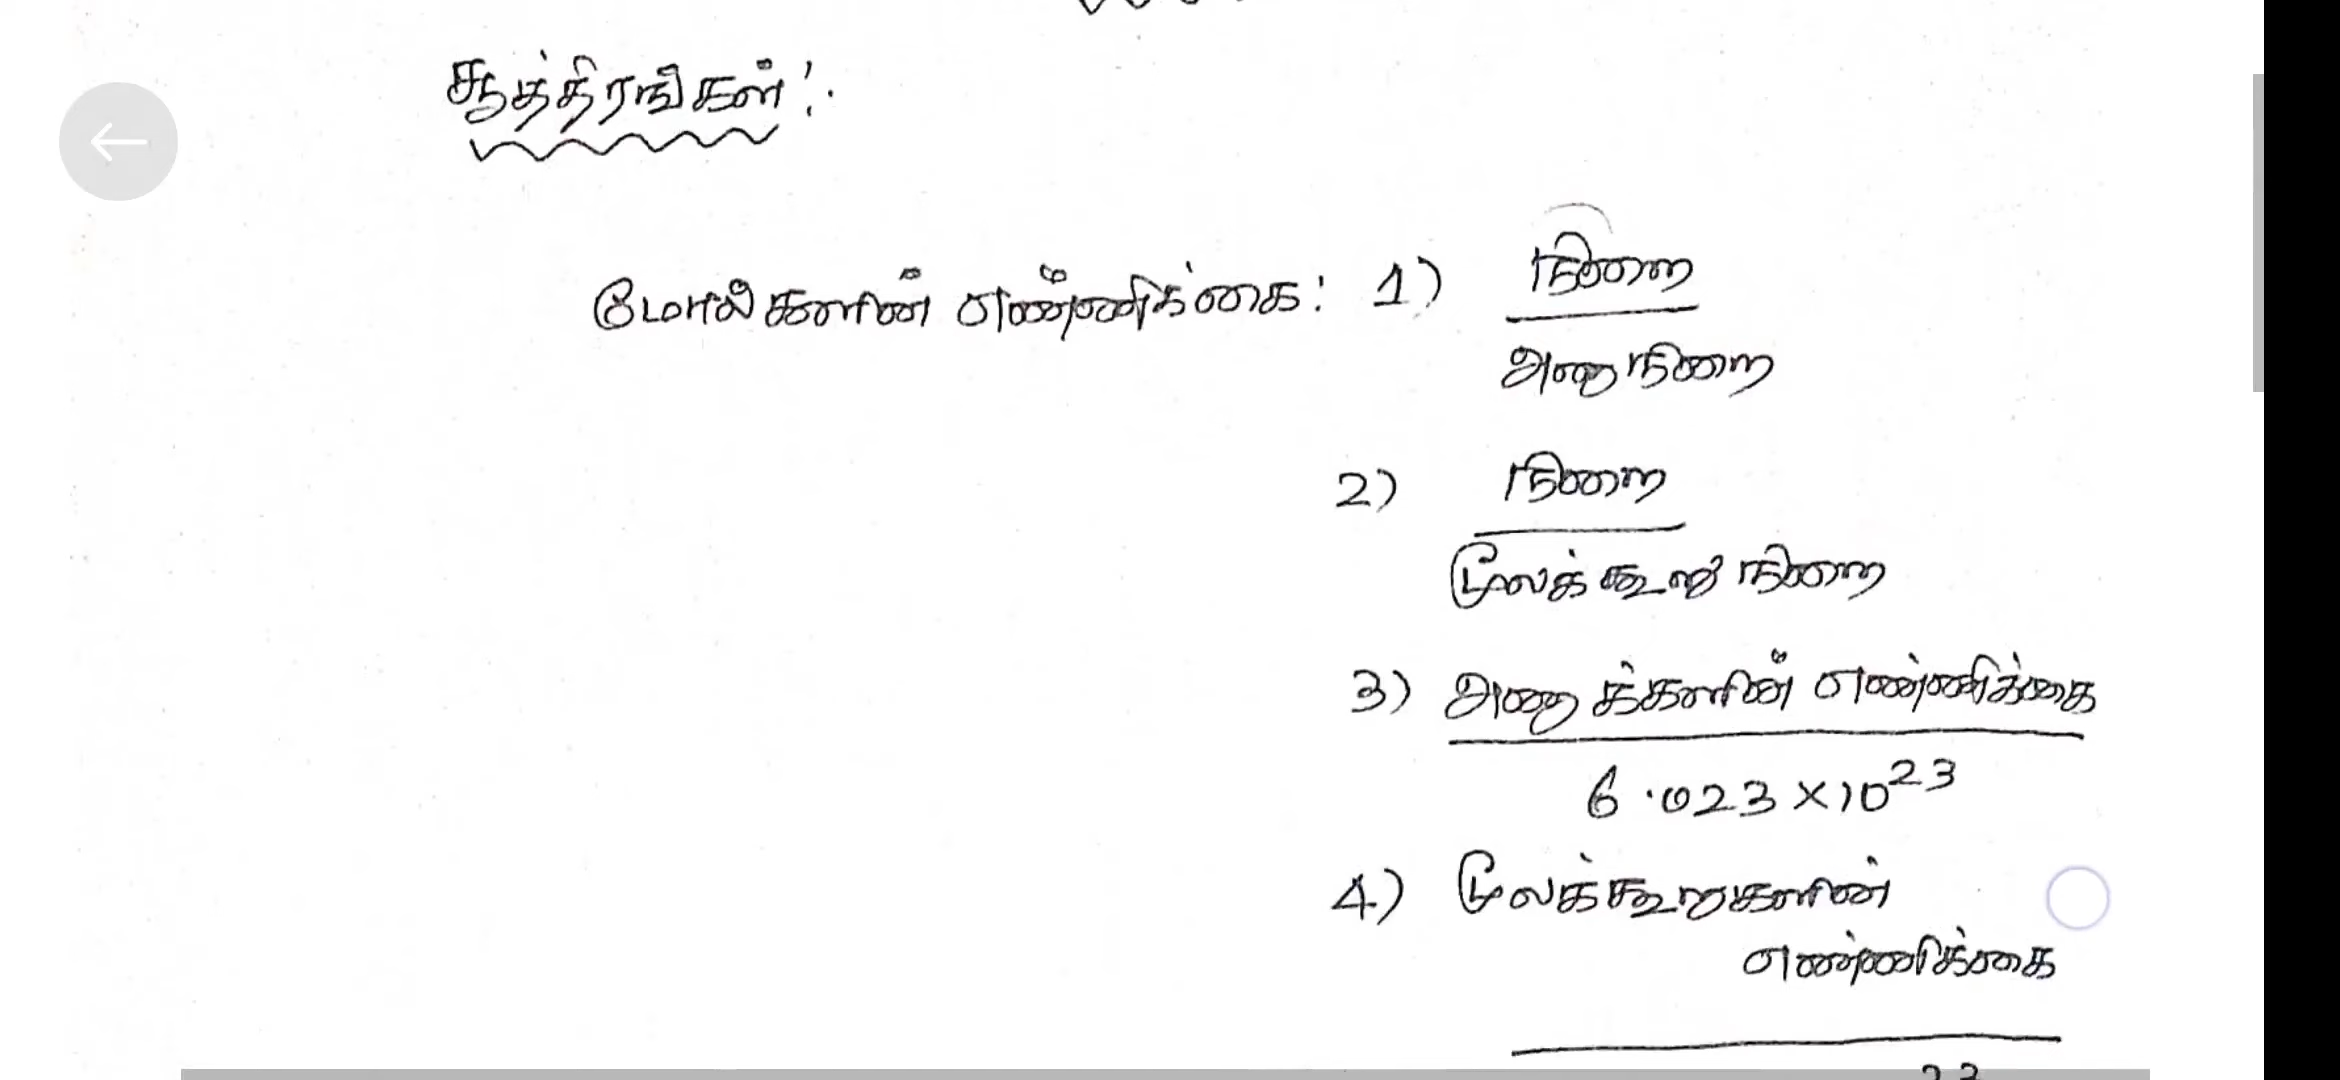 சூத்திரங்கள்:
மோல்களின் எண்ணிக்கை: 1) நிறை
அணுநிறை
2) நிறை
மூலக்கூறு நிறை
3) அணுக்களின் எண்ணிக்கை
6.023 × 10²³
4) மூலக்கூறுகளின்
எண்ணிக்கை
23